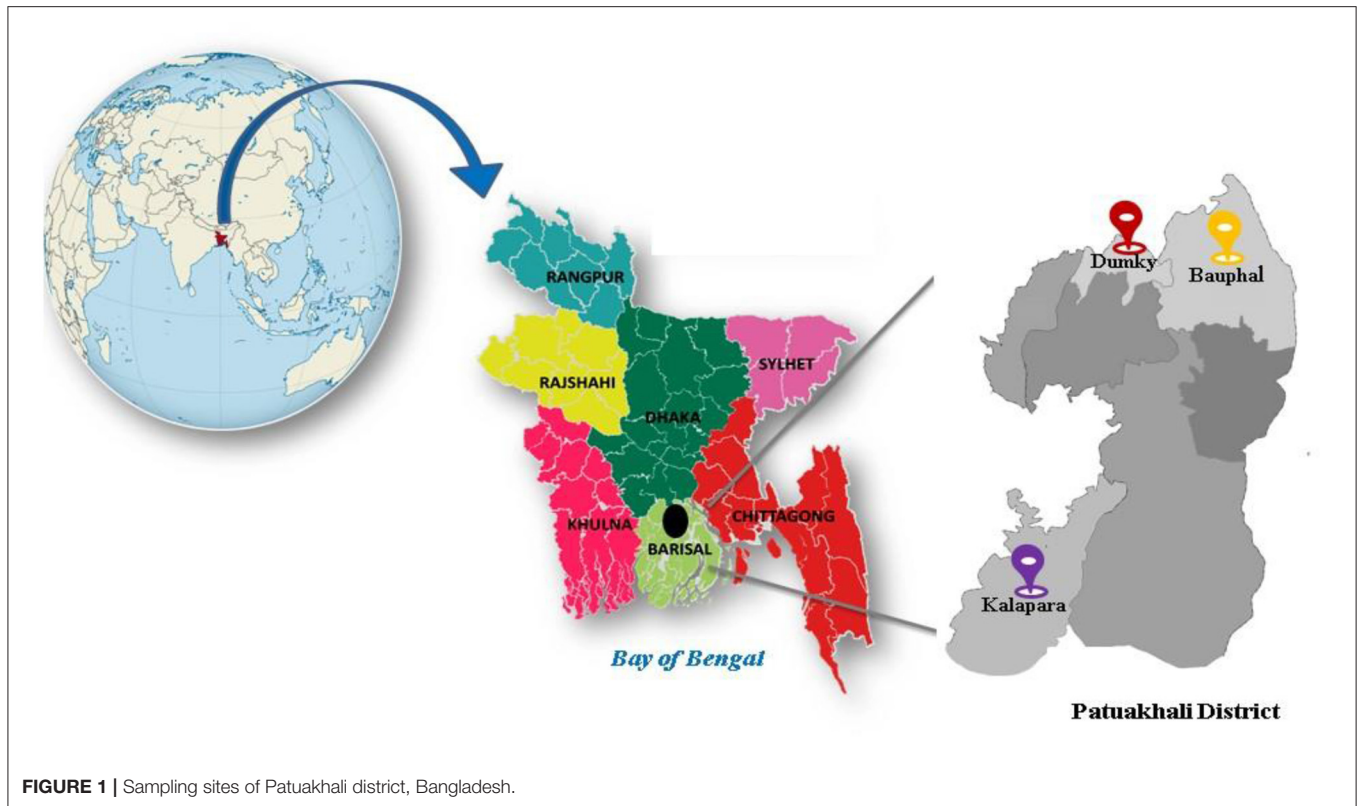 RANGPUR
RAJSHAHI
SYLHET
DHAKA
KHULNA
CHITTAGONG
BARISAL
Bay of Bengal
Dumky
Bauphal
Kalapara
Patuakhali District
FIGURE 1 | Sampling sites of Patuakhali district, Bangladesh.